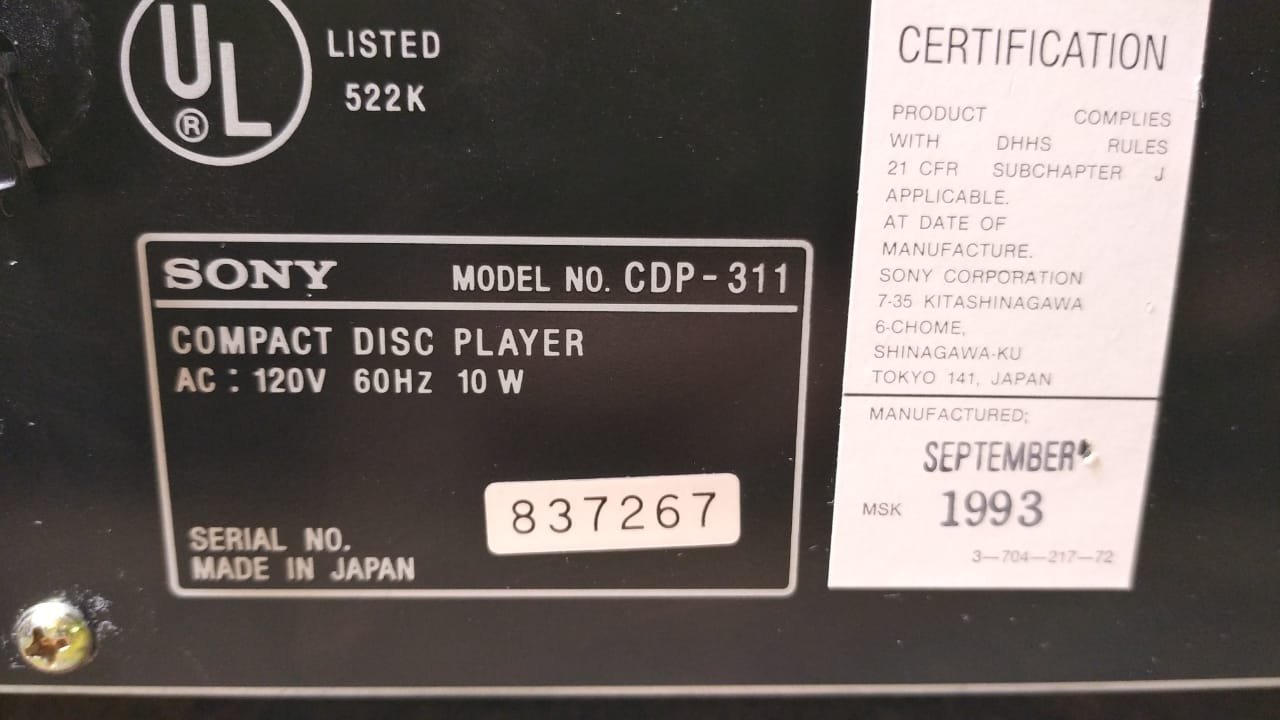 UL
®
LISTED
522K
SONY MODEL NO. CDP-311
COMPACT DISC PLAYER
AC : 120V 60Hz 10 W
837267
SERIAL NO.
MADE IN JAPAN
CERTIFICATION
PRODUCT COMPLIES
WITH DHHS RULES
21 CFR SUBCHAPTER J
APPLICABLE.
AT DATE OF
MANUFACTURE.
SONY CORPORATION
7-35 KITASHINAGAWA
6-CHOME,
SHINAGAWA-KU
TOKYO 141, JAPAN
MANUFACTURED;
SEPTEMBER
MSK 1993
3—704—217—72